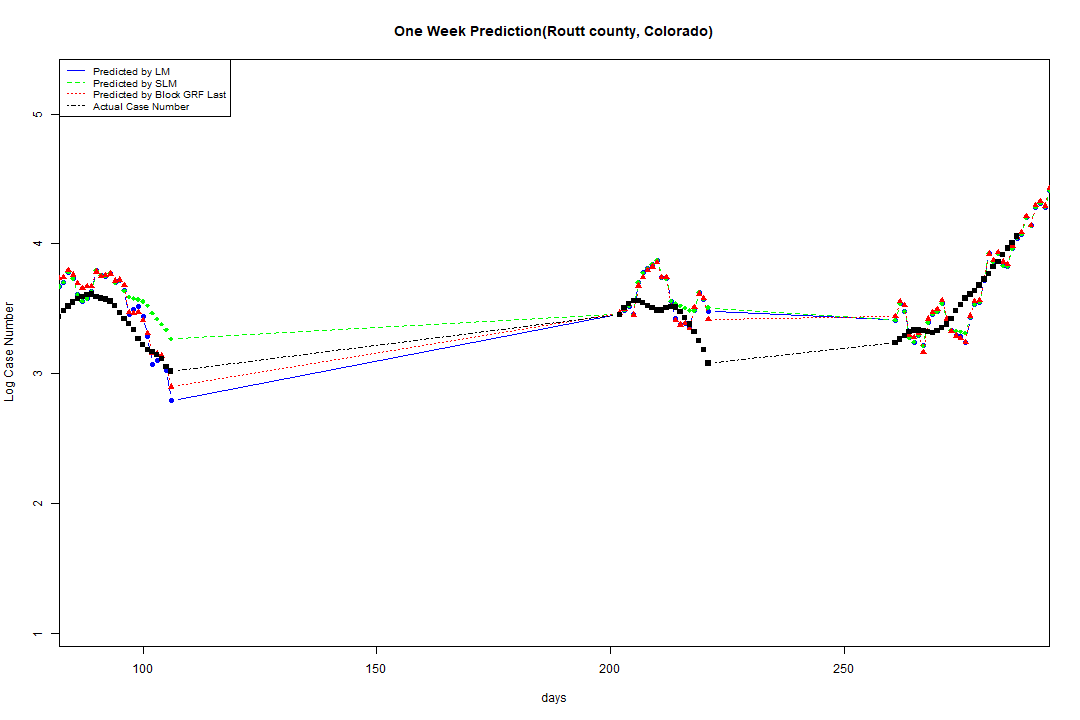 One Week Prediction(Routt county, Colorado)
Predicted by LM
Predicted by SLM
Predicted by Block GRF Last
Actual Case Number
5
4
3
2
1
Log Case Number
100 150 200 250
days